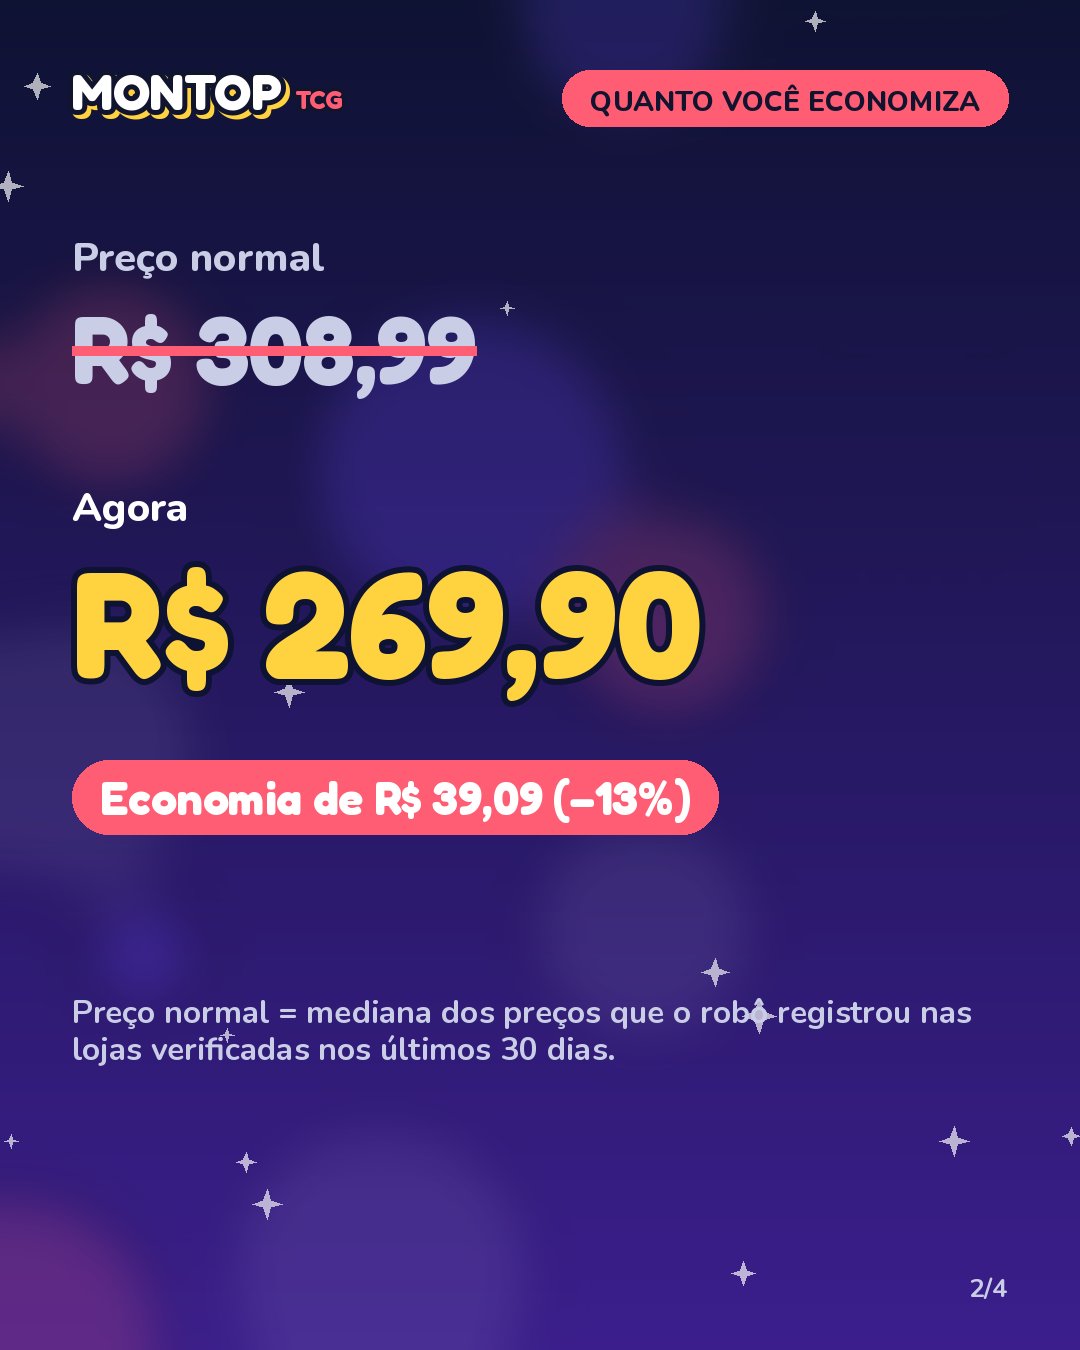 MONTOP TCG
QUANTO VOCÊ ECONOMIZA
Preço normal
R$ 308,99
Agora
R$ 269,90
Economia de R$ 39,09 (–13%)
Preço normal = mediana dos preços que o robô registrou nas
lojas verificadas nos últimos 30 dias.
2/4